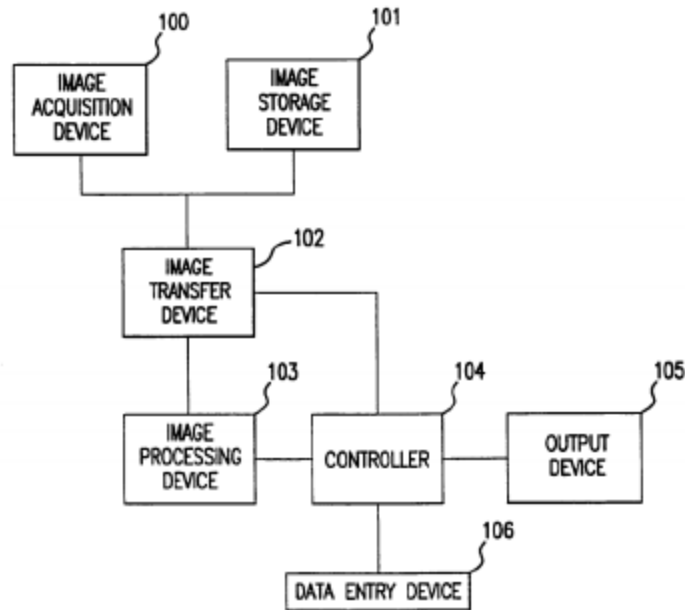 100
101
IMAGE
ACQUISITION
DEVICE
IMAGE
STORAGE
DEVICE
102
IMAGE
TRANSFER
DEVICE
103
104
105
IMAGE
PROCESSING
DEVICE
CONTROLLER
OUTPUT
DEVICE
106
DATA ENTRY DEVICE